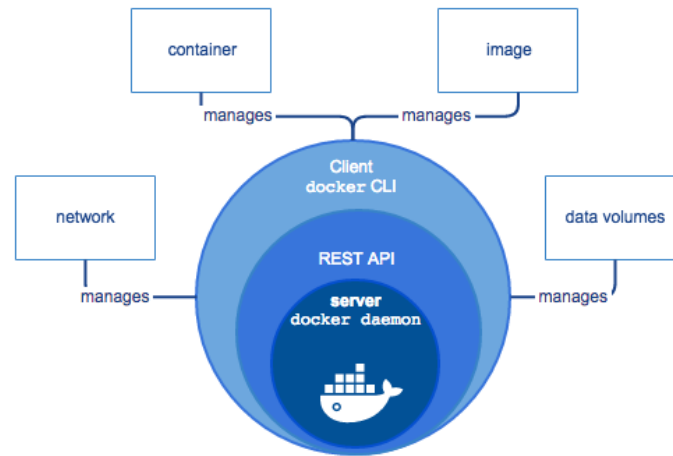 container
image
manages
manages
Client
docker CLI
network
data volumes
REST API
manages
manages
server
docker daemon